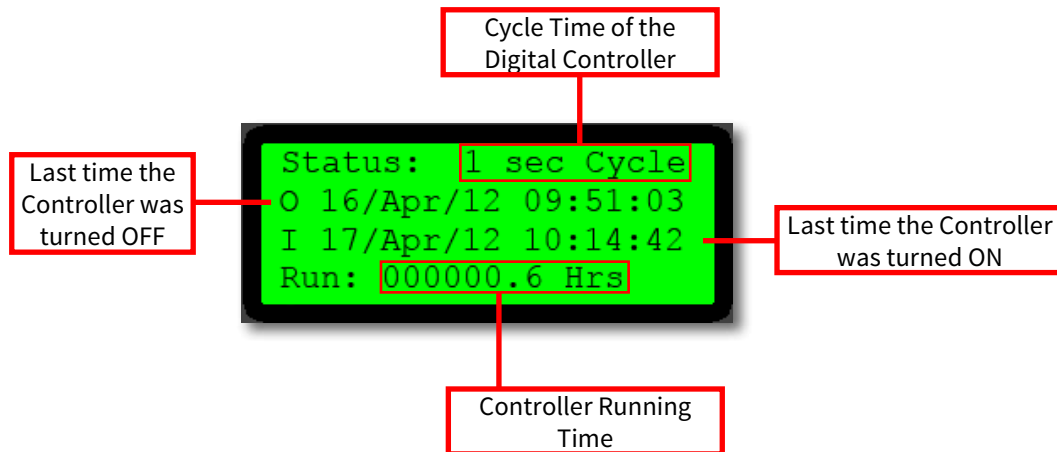 Cycle Time of the
Digital Controller
Last time the
Controller was
turned OFF
Status: 1 sec Cycle
O 16/Apr/12 09:51:03
I 17/Apr/12 10:14:42
Run: 000000.6 Hrs
Last time the Controller
was turned ON
Controller Running
Time